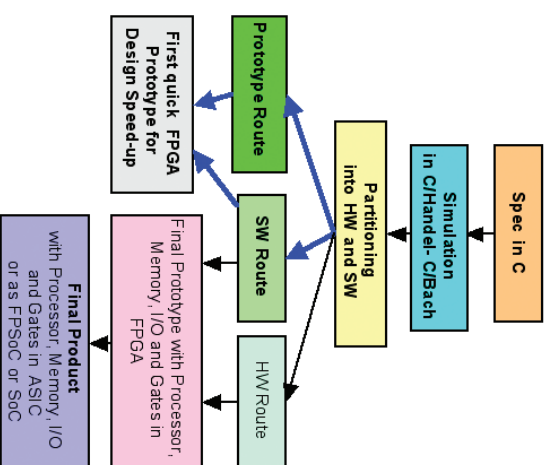 Spec in C
Simulation
in C/Handel- C/Bach
Partitioning
into HW and SW
Prototype Route
SW Route
HW Route
First quick FPGA
Prototype for
Design Speed-up
Final Prototype with Processor,
Memory, I/O and Gates in
FPGA
Final Product
with Processor, Memory, I/O
and Gates in ASIC
or as FPSoC or SoC